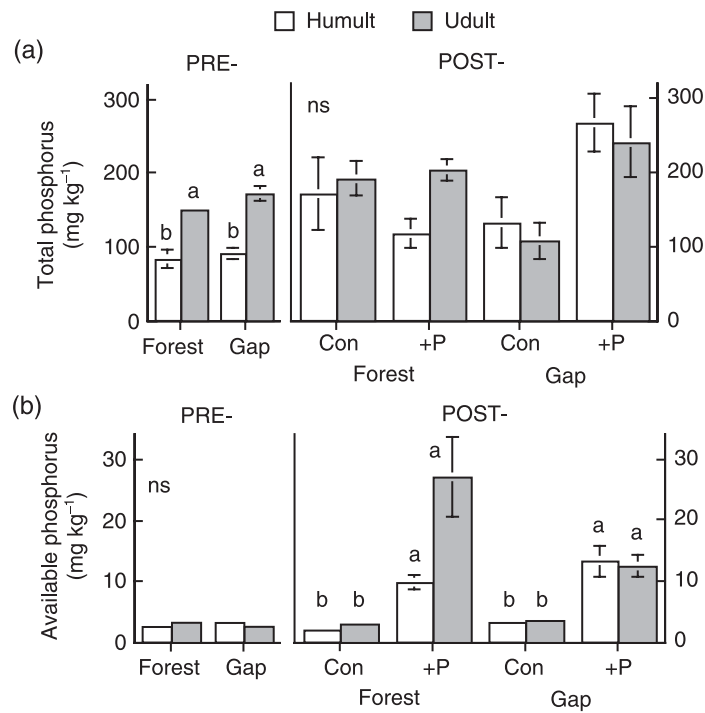 Humult Udult
(a)
PRE- POST-
Total phosphorus
(mg kg⁻¹)
300
200
100
0
b a b a
ns
300
200
100
0
Forest Gap Con +P Con +P
Forest Gap
(b)
PRE- POST-
Available phosphorus
(mg kg⁻¹)
30
20
10
0
ns
b b a a b b a a
30
20
10
0
Forest Gap Con +P Con +P
Forest Gap